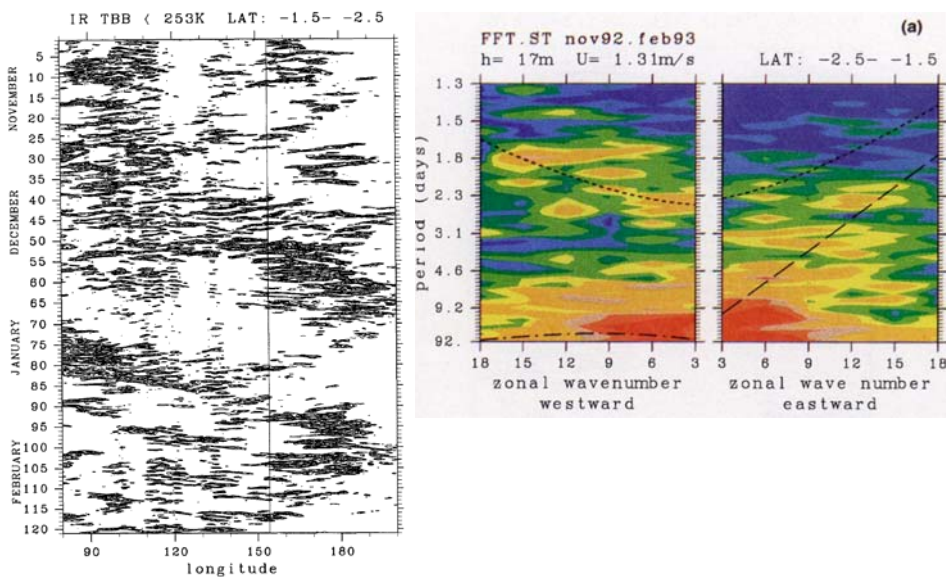 IR TBB < 253K LAT: -1.5- -2.5
NOVEMBER
DECEMBER
JANUARY
FEBRUARY
5
10
15
20
25
30
35
40
45
50
55
60
65
70
75
80
85
90
95
100
105
110
115
120
90
120
150
180
longitude
(a)
FFT.ST nov92.feb93
h= 17m U= 1.31m/s LAT: -2.5- -1.5
period (days)
1.3
1.5
1.8
2.3
3.1
4.6
9.2
92.
18 15 12 9 6 3
3 6 9 12 15 18
zonal wavenumber
westward
zonal wave number
eastward